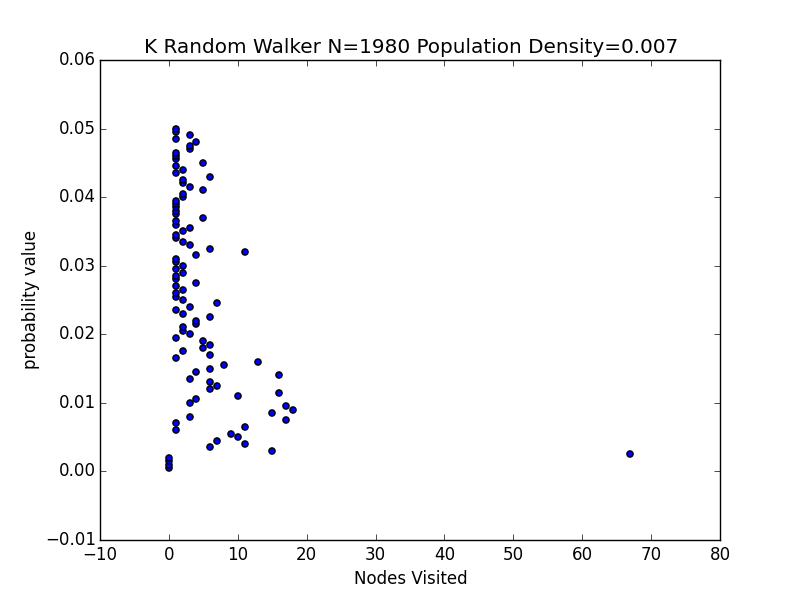 K Random Walker N=1980 Population Density=0.007
0.06
0.05
0.04
0.03
0.02
0.01
0.00
−0.01
probability value
−10 0 10 20 30 40 50 60 70 80
Nodes Visited